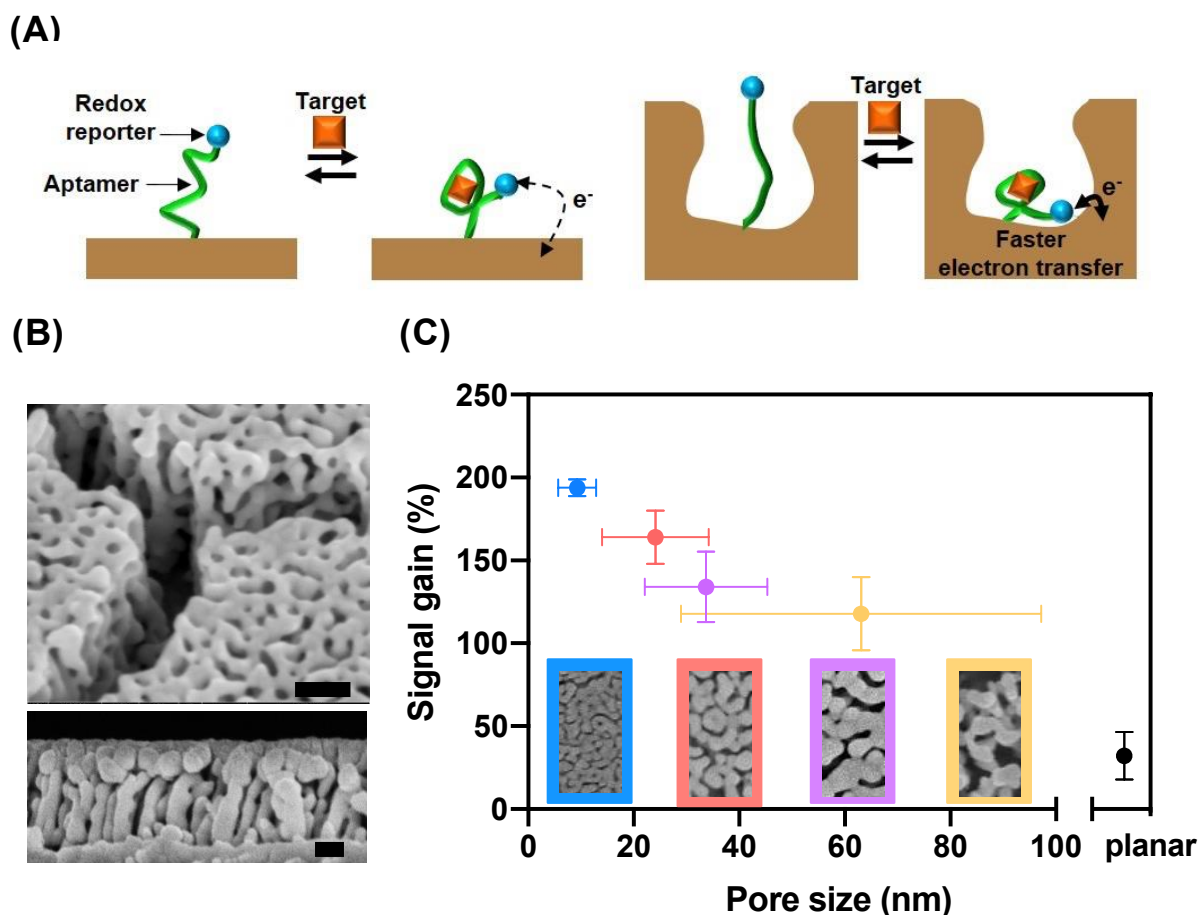 (A)
Redox
reporter
Aptamer
Target
e-
Target
e-
Faster
electron transfer
(B)
(C)
Signal gain (%)
250
200
150
100
50
0
0 20 40 60 80 100 planar
Pore size (nm)